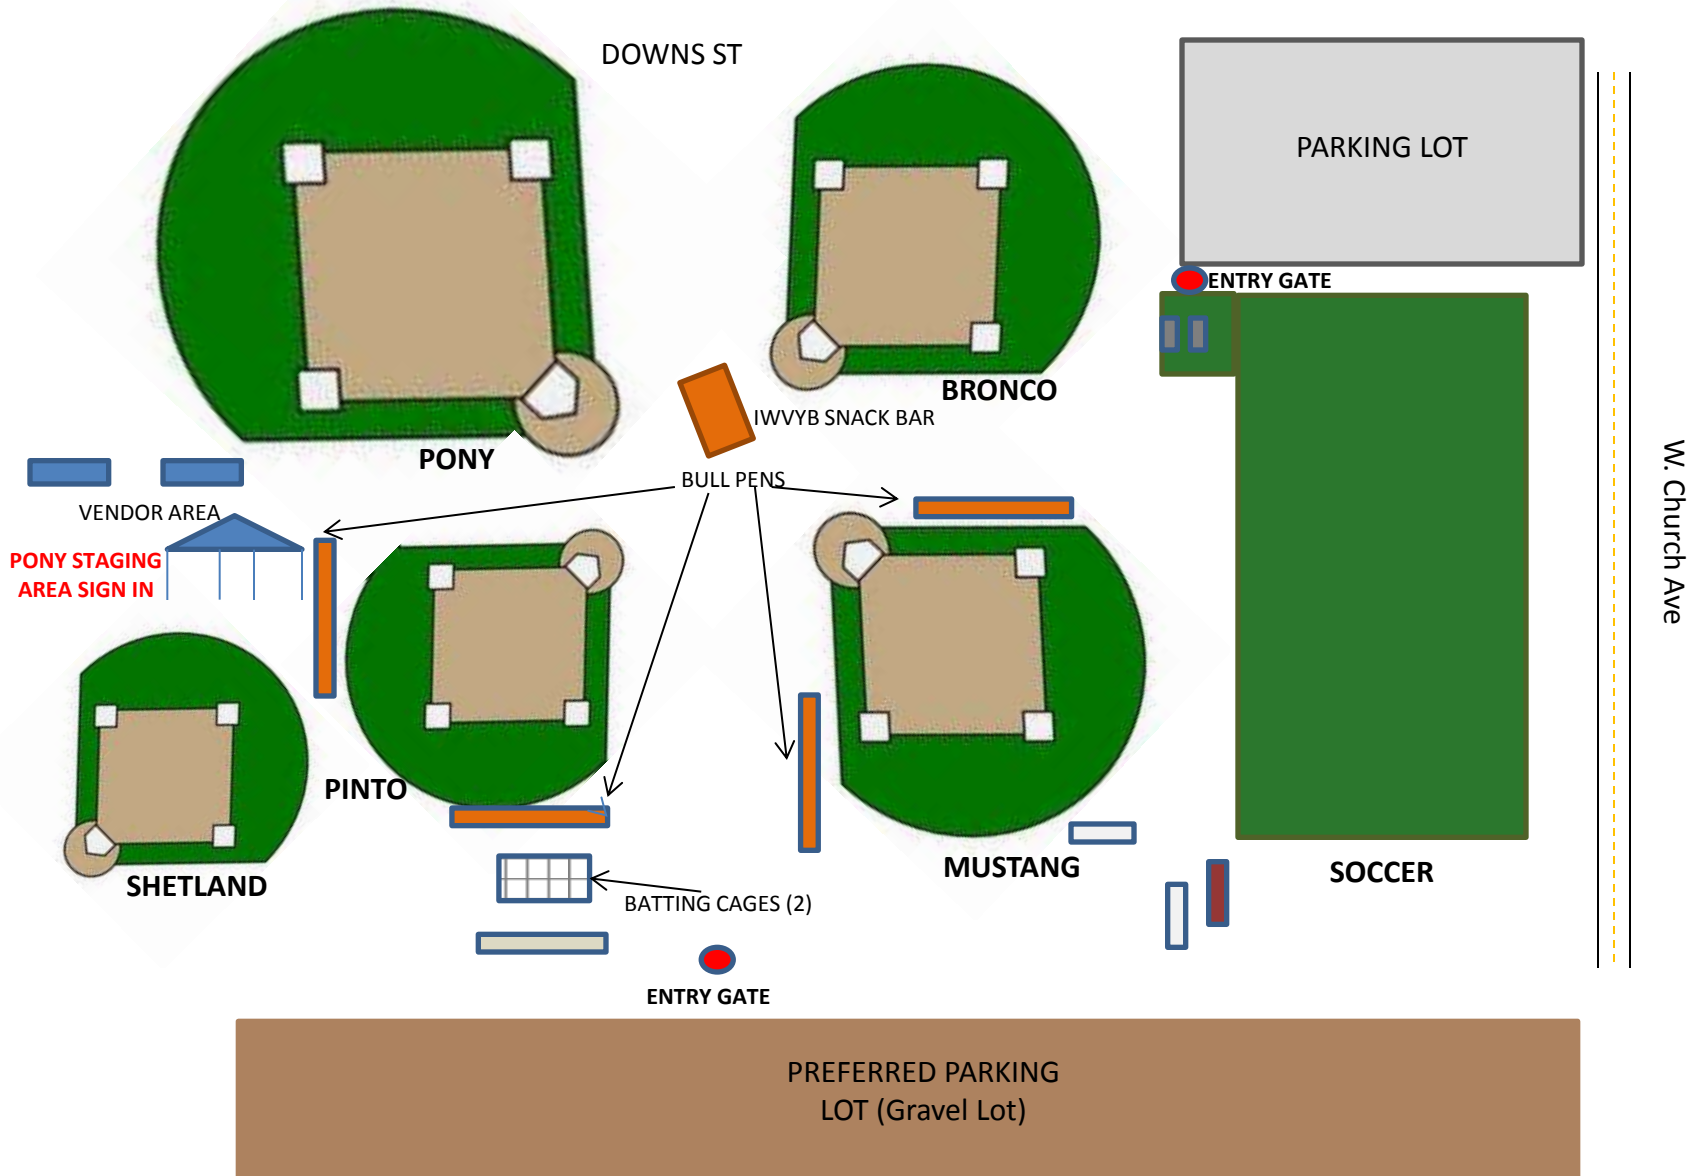 DOWNS ST
PARKING LOT
ENTRY GATE
BRONCO
IWVYB SNACK BAR
PONY
BULL PENS
VENDOR AREA
PONY STAGING
AREA SIGN IN
W. Church Ave
PINTO
SHETLAND
MUSTANG
SOCCER
BATTING CAGES (2)
ENTRY GATE
PREFERRED PARKING
LOT (Gravel Lot)